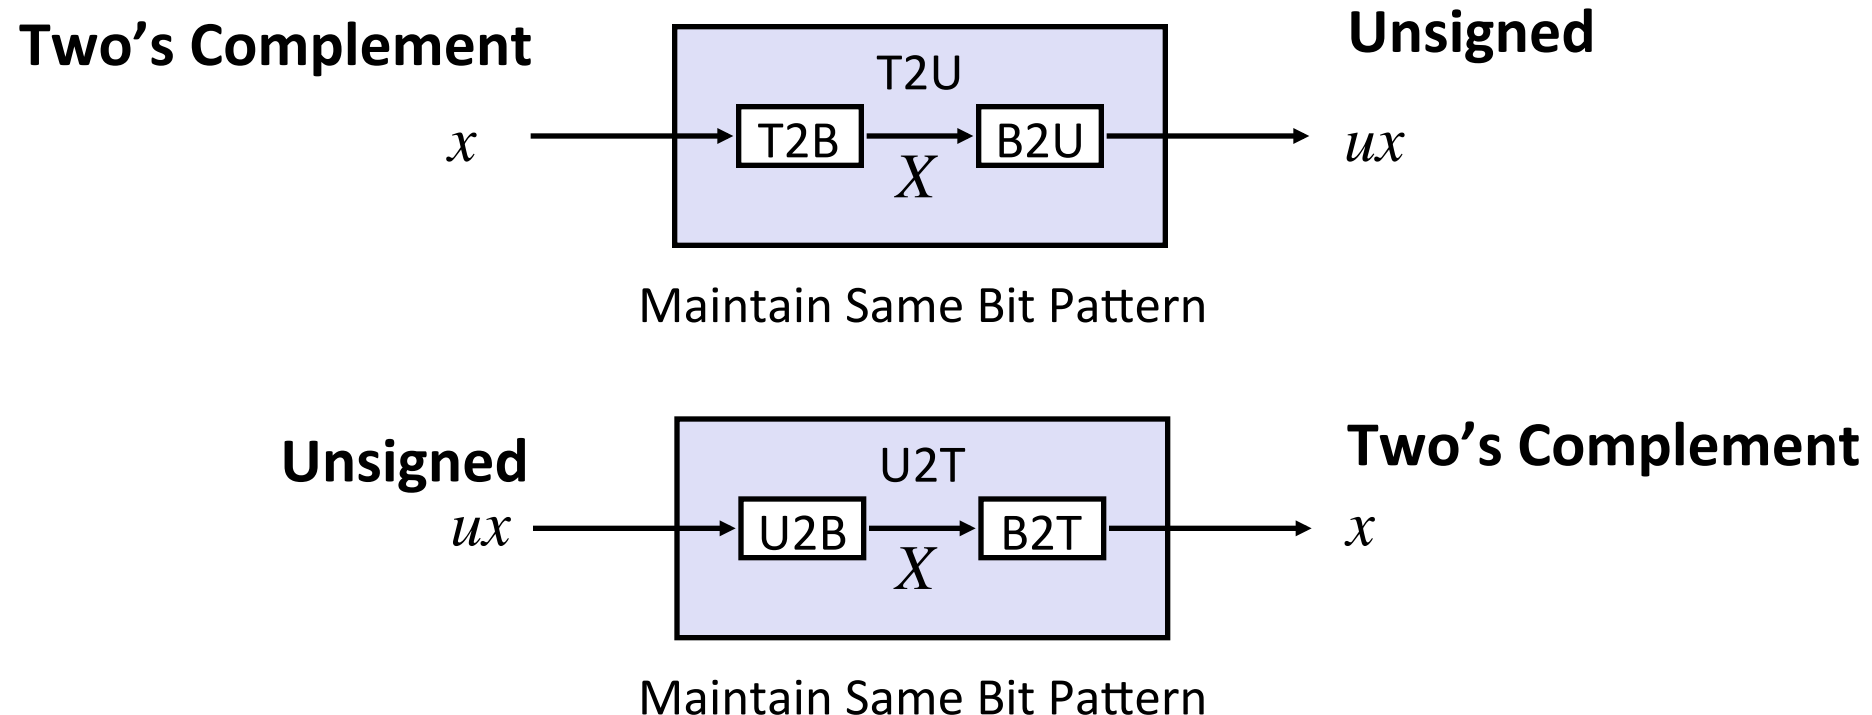 Two’s Complement
Unsigned
T2U
x
T2B
X
B2U
ux
Maintain Same Bit Pattern
Unsigned
Two’s Complement
U2T
ux
U2B
X
B2T
x
Maintain Same Bit Pattern